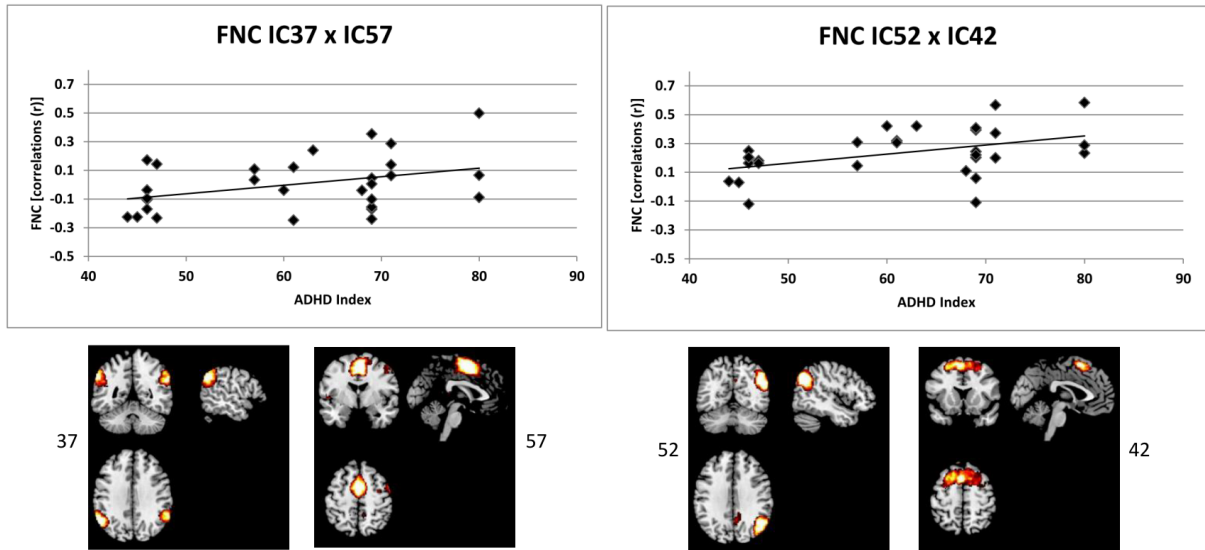 FNC IC37 x IC57
FNC [correlations (r)]
0.7
0.5
0.3
0.1
-0.1
-0.3
-0.5
40 50 60 70 80 90
ADHD Index
FNC IC52 x IC42
FNC [correlations (r)]
0.7
0.5
0.3
0.1
-0.1
-0.3
-0.5
40 50 60 70 80 90
ADHD Index
37
57
52
42